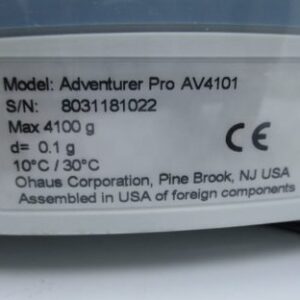 Model: Adventurer Pro AV4101
S/N: 8031181022
Max 4100 g
d= 0.1 g
10°C / 30°C
CE
Ohaus Corporation, Pine Brook, NJ USA
Assembled in USA of foreign components